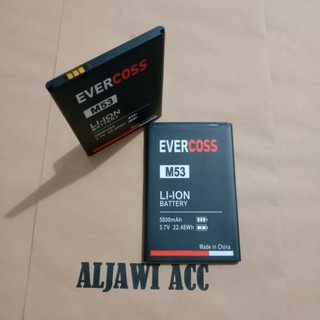 EVERCOSS
M53
LI-ION
BATTERY
EVERCOSS
M53
LI-ION
BATTERY
5800mAh
3.7V 22.48Wh
Made in China
ALJAWI ACC